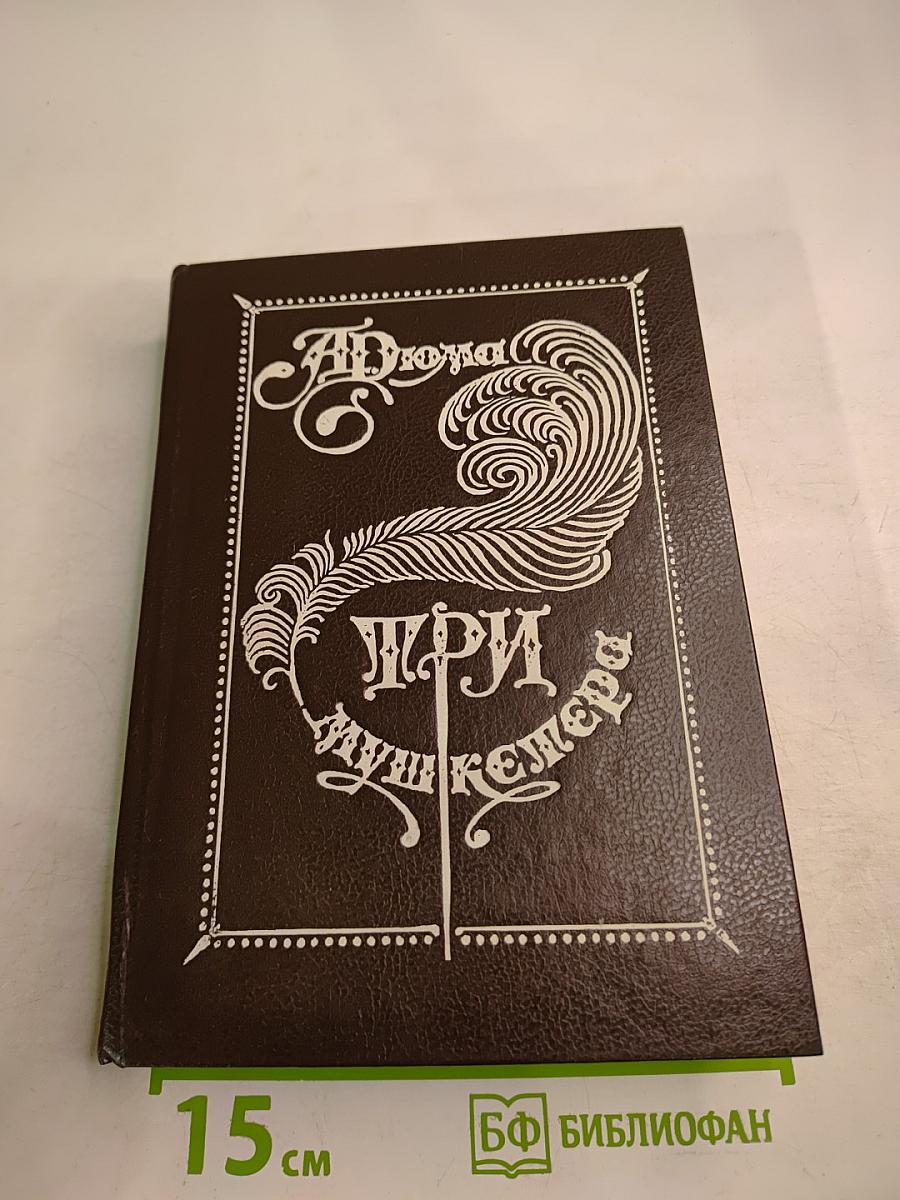 А Дюма
ТРИ
мушкетера
15 см
БФ БИБЛИОФАН